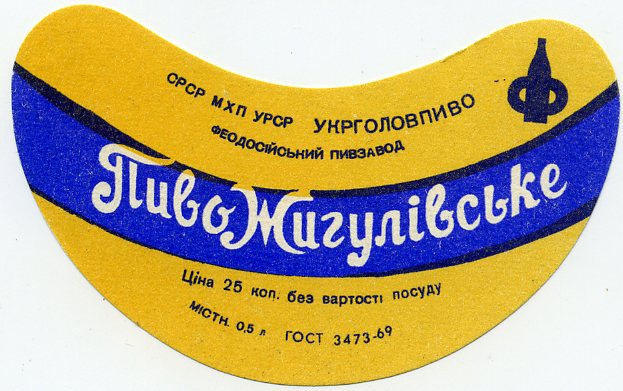 СРСР МХП УРСР УКРГОЛОВПИВО
ФЕОДОСІЙСЬКИЙ ПИВЗАВОД
Пиво Жигулівське
Ціна 25 коп. без вартості посуду
МІСТН. 0,5 л ГОСТ 3473-69